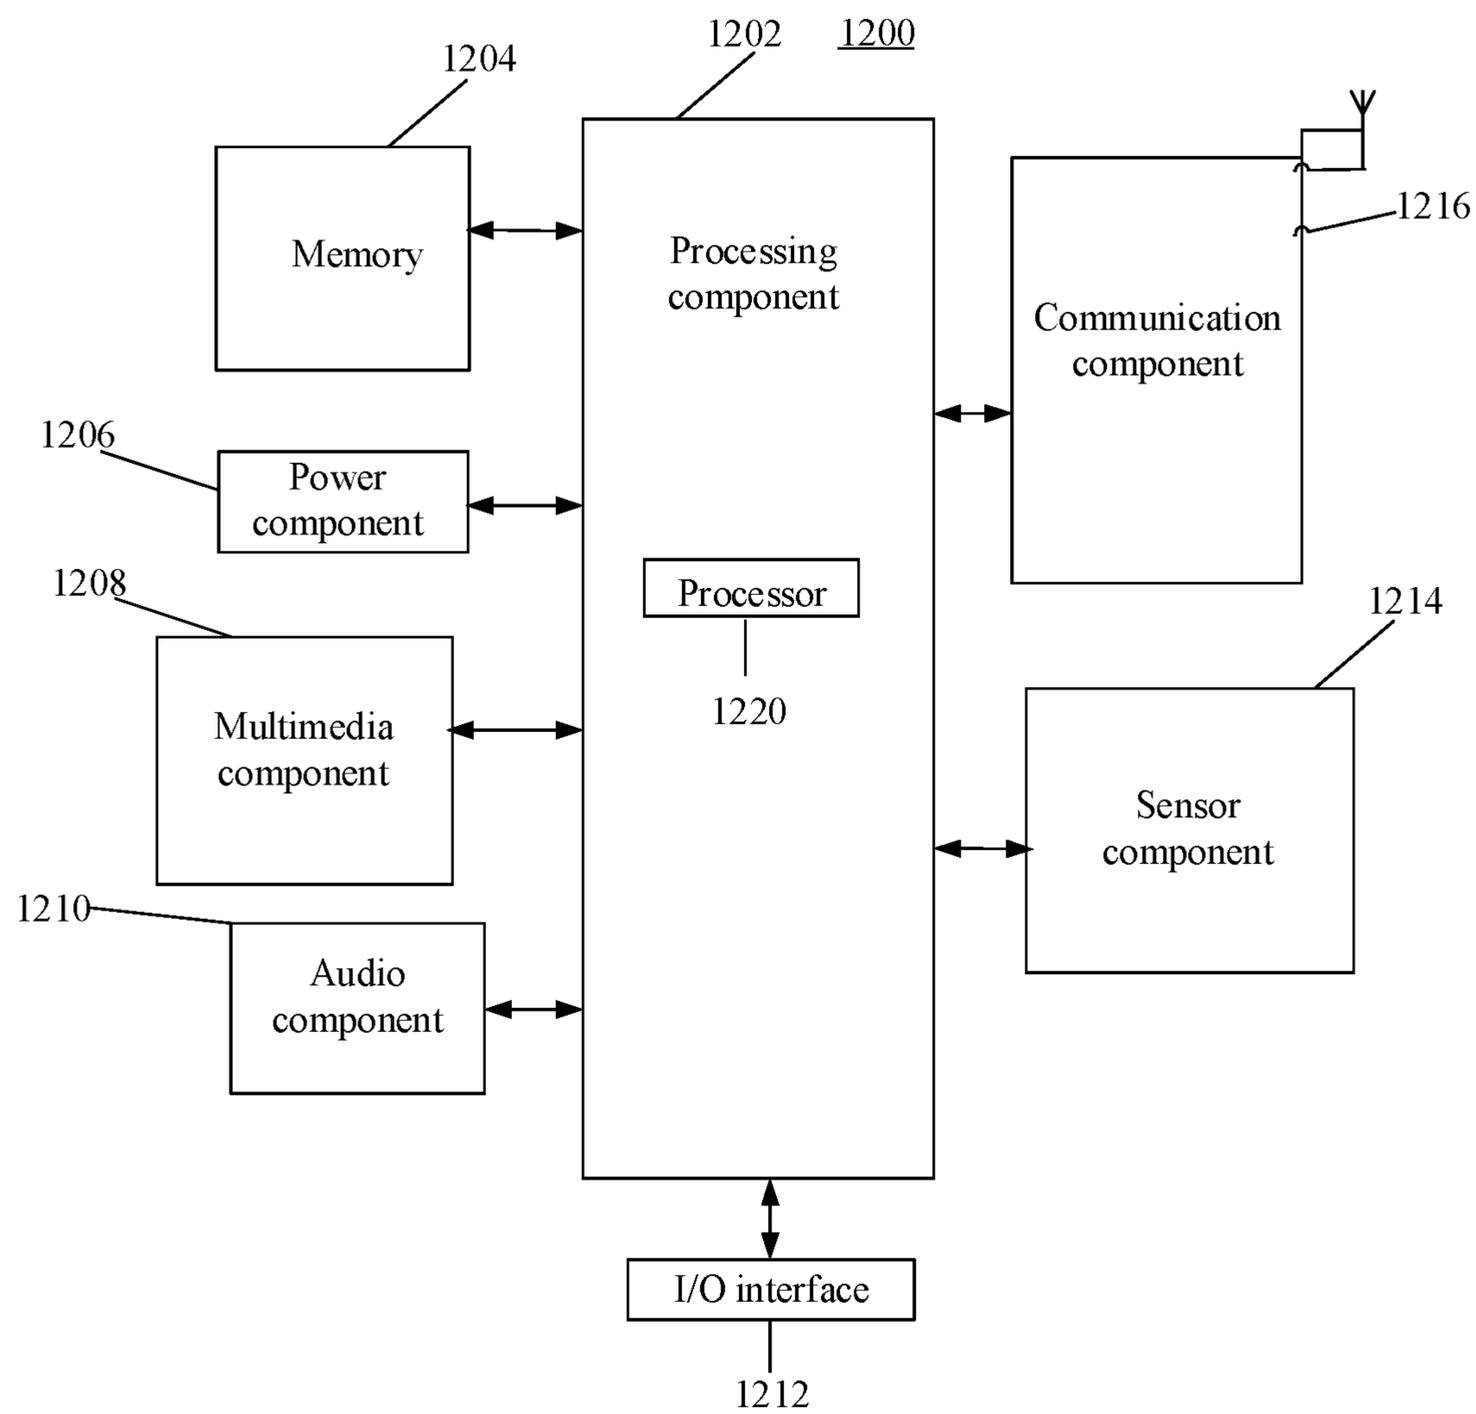 1202
1200
1204
1216
Memory
Processing
component
Communication
component
1206
Power
component
1208
Processor
1214
1220
Multimedia
component
Sensor
component
1210
Audio
component
I/O interface
1212